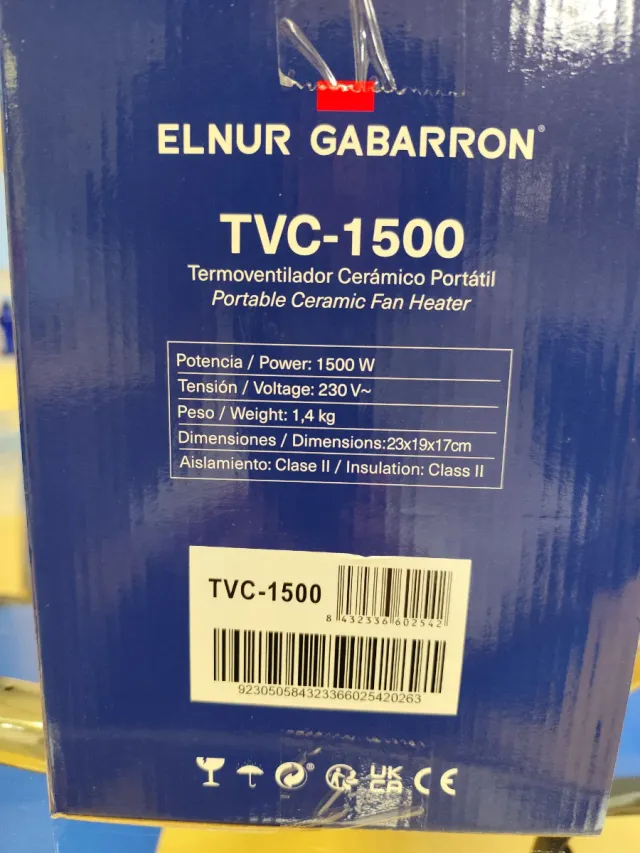 ELNUR GABARRON®
TVC-1500
Termoventilador Cerámico Portátil
Portable Ceramic Fan Heater
Potencia / Power: 1500 W
Tensión / Voltage: 230 V~
Peso / Weight: 1,4 kg
Dimensiones / Dimensions:23x19x17cm
Aislamiento: Clase II / Insulation: Class II
TVC-1500
8 432336 602542
923050584323366025420263
UK
CA
CE